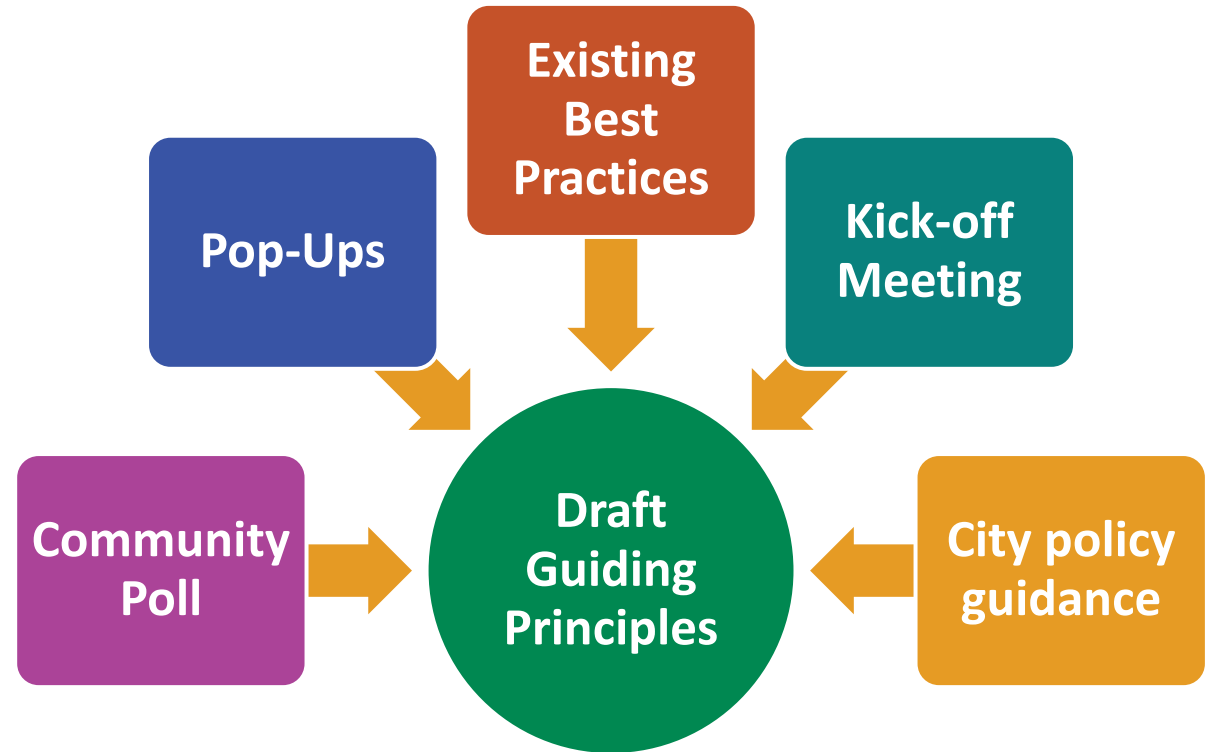 Existing
Best
Practices
Pop-Ups
Kick-off
Meeting
Community
Poll
Draft
Guiding
Principles
City policy
guidance